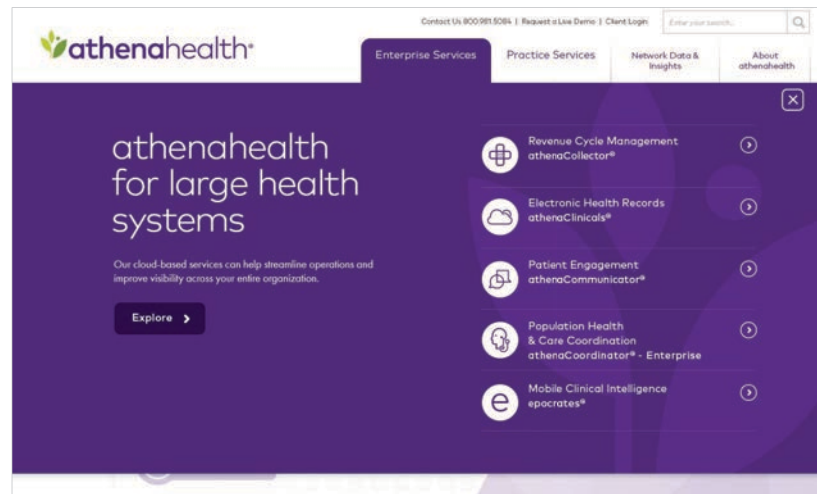 Contact Us 800.981.5084 | Request a Live Demo | Client Login
Enter your search..
athenahealth
Enterprise Services
Practice Services
Network Data &
Insights
About
athenahealth
athenahealth
for large health
systems
Our cloud-based services can help streamline operations and
improve visibility across your entire organization.
Explore
Revenue Cycle Management
athenaCollector®
Electronic Health Records
athenaClinicals®
Patient Engagement
athenaCommunicator®
Population Health
& Care Coordination
athenaCoordinator® - Enterprise
Mobile Clinical Intelligence
e
epocrates®